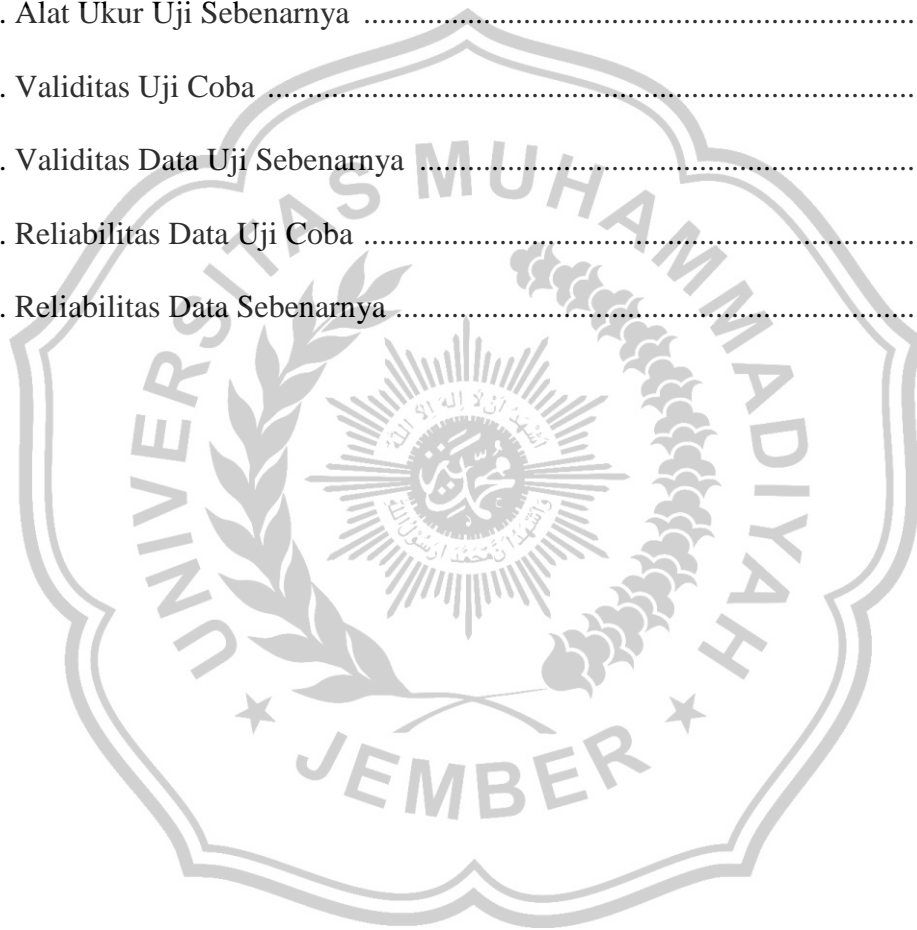 . Alat Ukur Uji Sebenarnya ................................................................
. Validitas Uji Coba ................................................................
. Validitas Data Uji Sebenarnya ................................................................
. Reliabilitas Data Uji Coba ................................................................
. Reliabilitas Data Sebenarnya ................................................................
UNIVERSITAS MUHAMMADIYAH
JEMBER